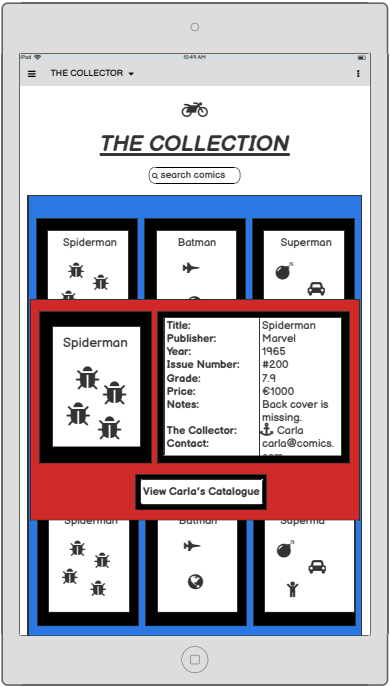 iPad 10:49 AM
THE COLLECTOR
THE COLLECTION
search comics
Spiderman Batman Superman
Spiderman
Title: Spiderman
Publisher: Marvel
Year: 1965
Issue Number: #200
Grade: 7.9
Price: €1000
Notes: Back cover is
missing.
The Collector: Carla
Contact: carla@comics.
View Carla's Catalogue
Spiderman Batman Superma